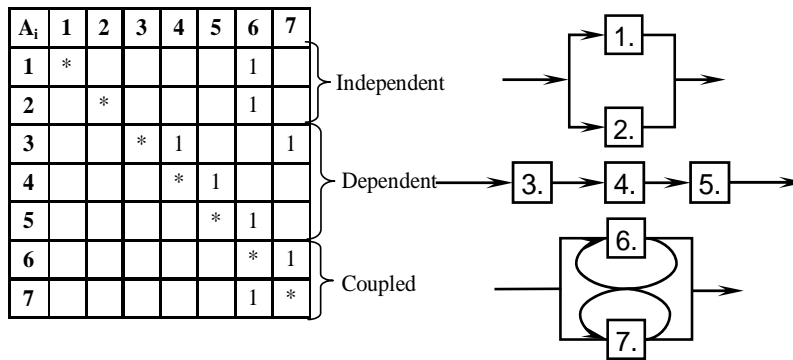 Ai 1 2 3 4 5 6 7
1 * 1
2 * 1
Independent
3 * 1 1
4 * 1
5 * 1
Dependent
6 * 1
7 1 *
Coupled
1.
2.
3. 4. 5.
6.
7.